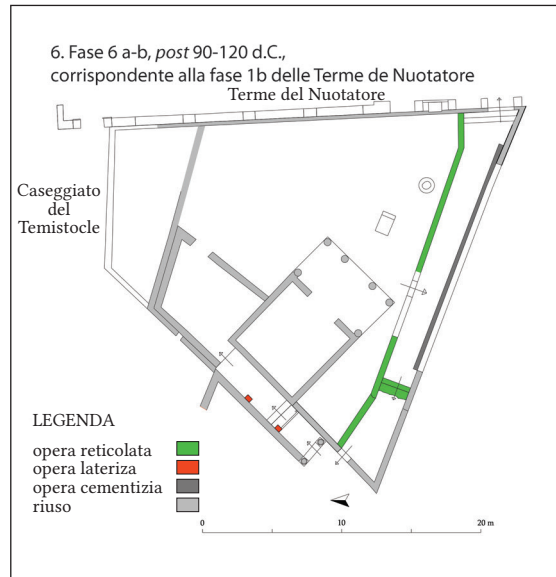 6. Fase 6 a-b, post 90-120 d.C.,
corrispondente alla fase 1b delle Terme de Nuotatore
Terme del Nuotatore
Caseggiato
del
Temistocle
LEGENDA
opera reticolata
opera lateriza
opera cementizia
riuso
0 10 20 m